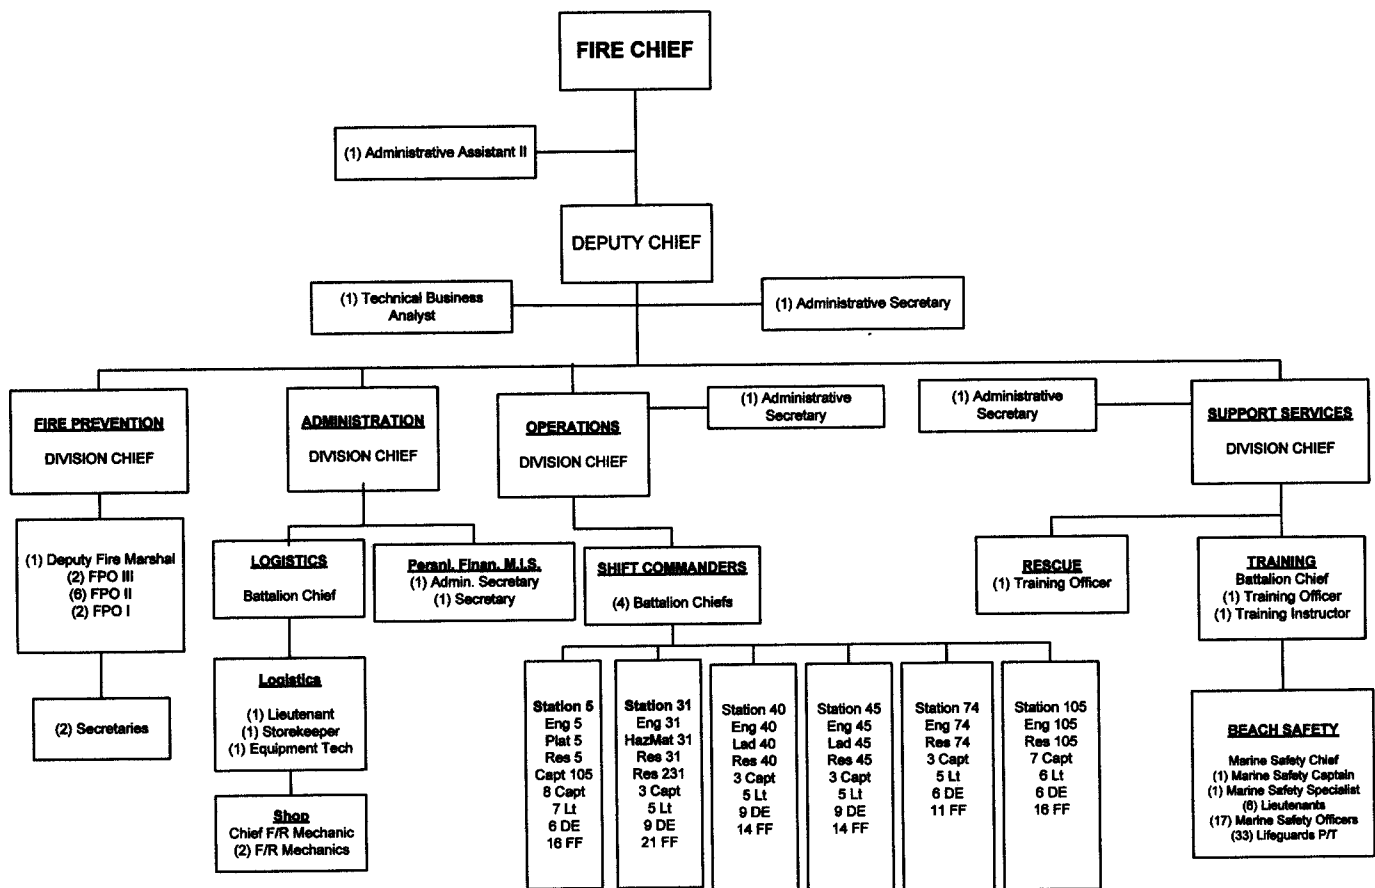 FIRE CHIEF
(1) Administrative Assistant II
DEPUTY CHIEF
(1) Technical Business
Analyst
(1) Administrative Secretary
FIRE PREVENTION
DIVISION CHIEF
ADMINISTRATION
DIVISION CHIEF
OPERATIONS
DIVISION CHIEF
(1) Administrative
Secretary
(1) Administrative
Secretary
SUPPORT SERVICES
DIVISION CHIEF
(1) Deputy Fire Marshal
(2) FPO III
(6) FPO II
(2) FPO I
(2) Secretaries
LOGISTICS
Battalion Chief
Persnl. Finan. M.I.S.
(1) Admin. Secretary
(1) Secretary
Logistics
(1) Lieutenant
(1) Storekeeper
(1) Equipment Tech
Shop
Chief F/R Mechanic
(2) F/R Mechanics
SHIFT COMMANDERS
(4) Battalion Chiefs
Station 5
Eng 5
Plat 5
Res 5
Capt 105
8 Capt
7 Lt
6 DE
16 FF
Station 31
Eng 31
HazMat 31
Res 31
Res 231
3 Capt
5 Lt
9 DE
21 FF
Station 40
Eng 40
Lad 40
Res 40
3 Capt
5 Lt
9 DE
14 FF
Station 45
Eng 45
Lad 45
Res 45
3 Capt
5 Lt
9 DE
14 FF
Station 74
Eng 74
Res 74
3 Capt
5 Lt
6 DE
11 FF
Station 105
Eng 105
Res 105
7 Capt
6 Lt
6 DE
16 FF
RESCUE
(1) Training Officer
TRAINING
Battalion Chief
(1) Training Officer
(1) Training Instructor
BEACH SAFETY
Marine Safety Chief
(1) Marine Safety Captain
(1) Marine Safety Specialist
(6) Lieutenants
(17) Marine Safety Officers
(33) Lifeguards P/T